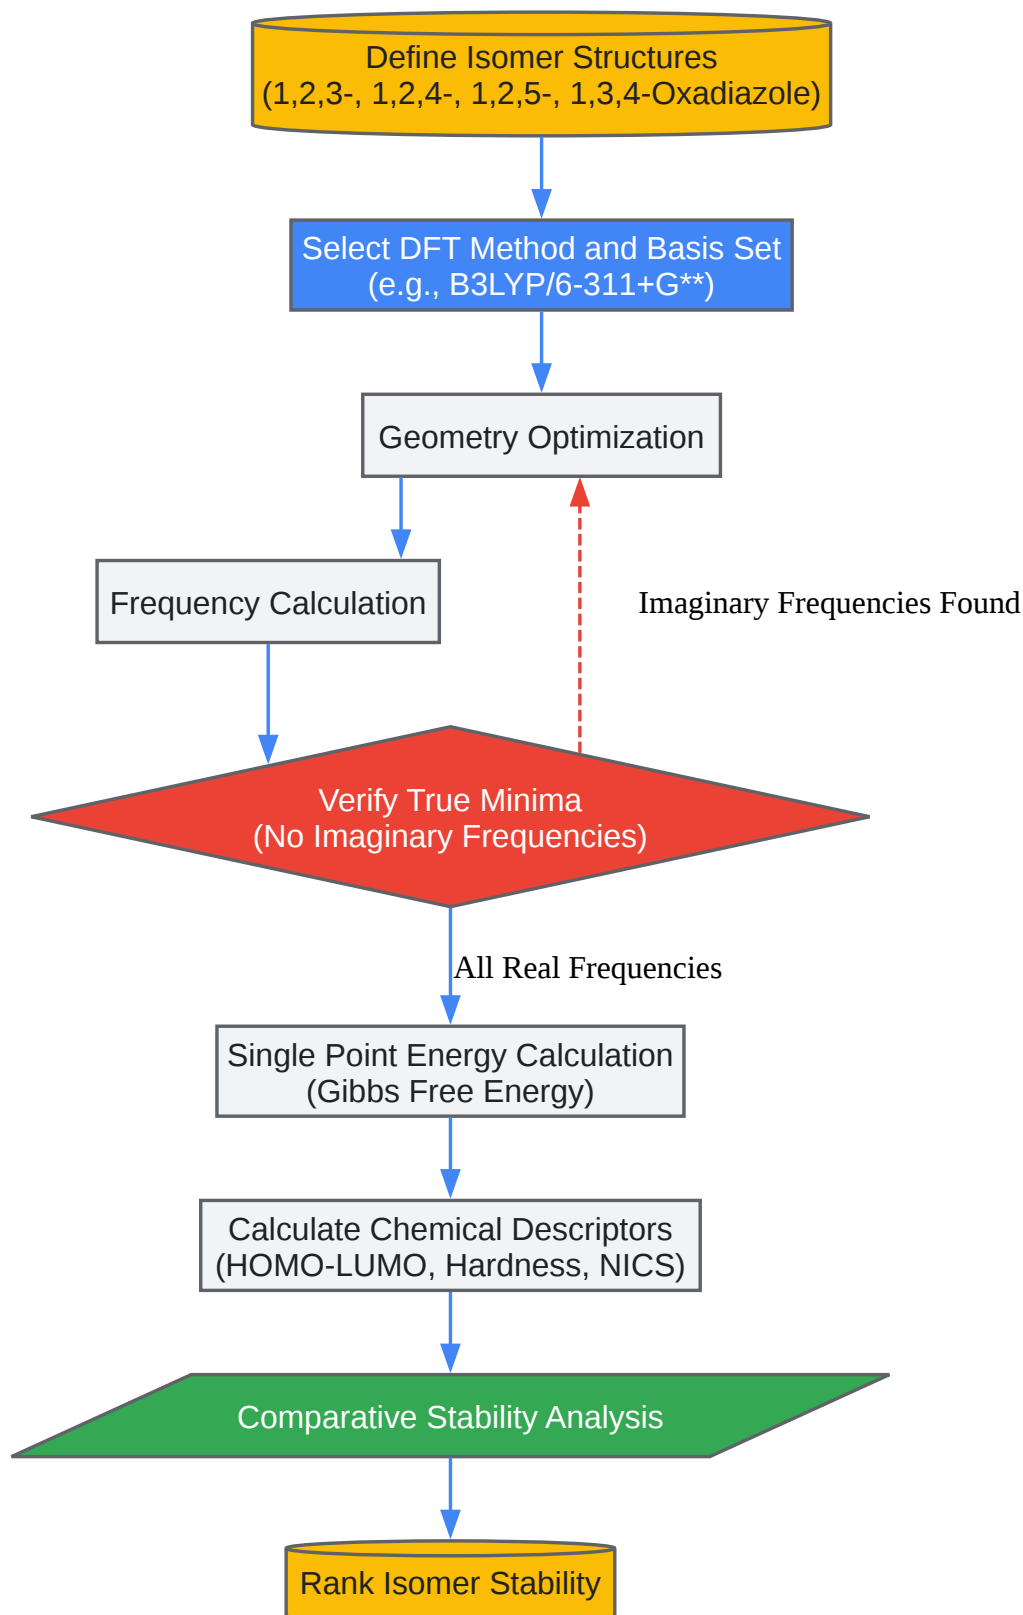 Define Isomer Structures
(1,2,3-, 1,2,4-, 1,2,5-, 1,3,4-Oxadiazole)
Select DFT Method and Basis Set
(e.g., B3LYP/6-311+G**)
Geometry Optimization
Frequency Calculation
Imaginary Frequencies Found
Verify True Minima
(No Imaginary Frequencies)
All Real Frequencies
Single Point Energy Calculation
(Gibbs Free Energy)
Calculate Chemical Descriptors
(HOMO-LUMO, Hardness, NICS)
Comparative Stability Analysis
Rank Isomer Stability